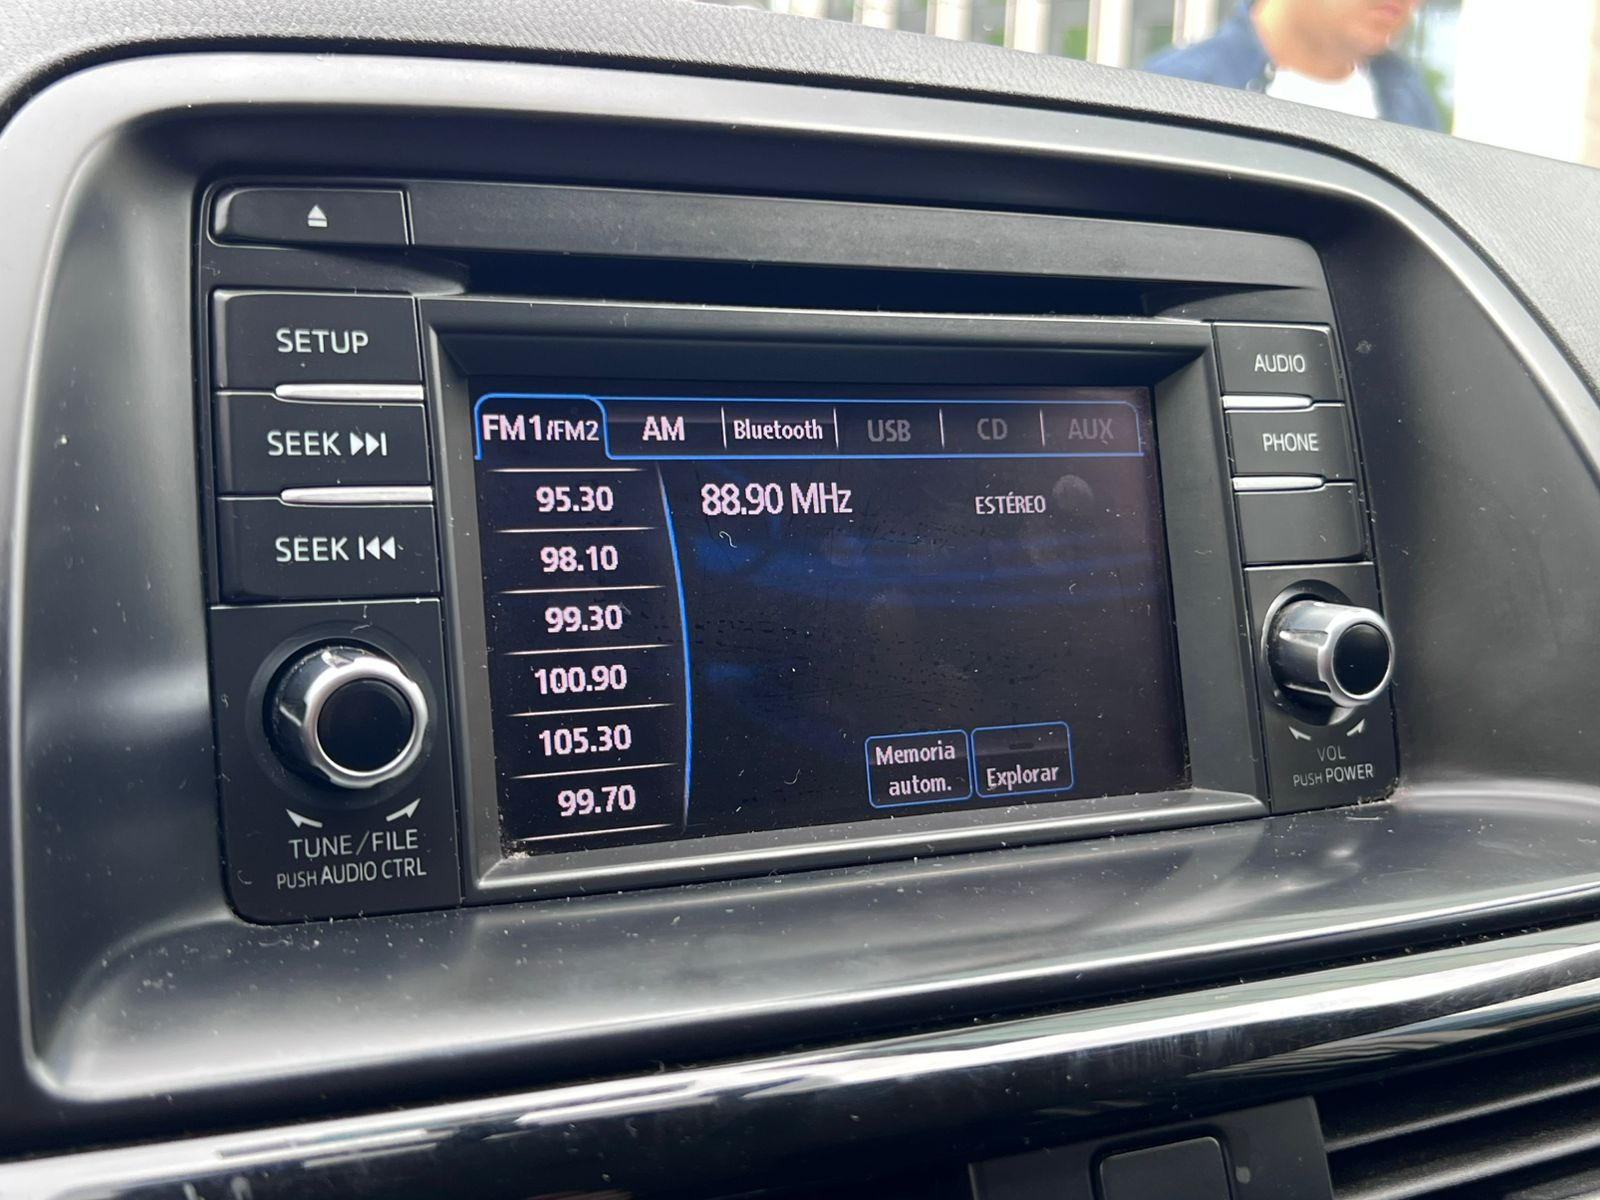 SETUP
SEEK
SEEK
TUNE/FILE
PUSH AUDIO CTRL
FM1/FM2 AM Bluetooth USB CD AUX
95.30
98.10
99.30
100.90
105.30
99.70
88.90 MHz ESTÉREO
Memoria
autom.
Explorar
AUDIO
PHONE
VOL
PUSH POWER